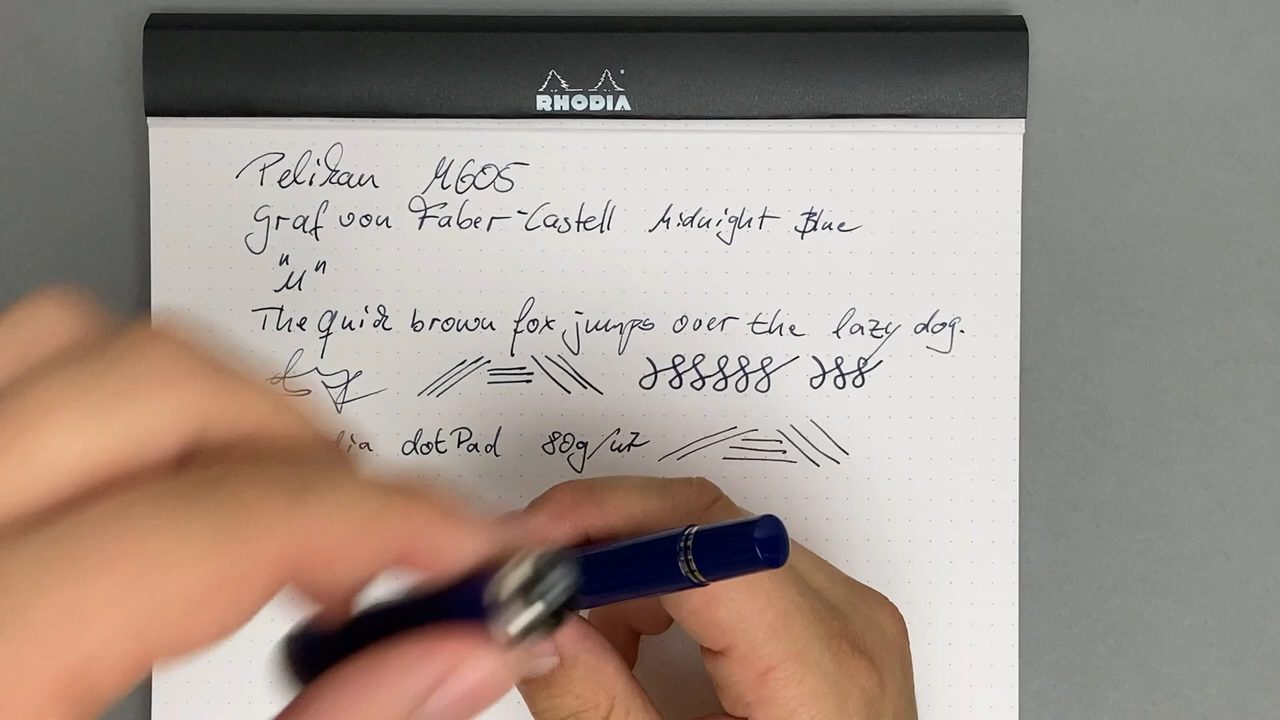 RHODIA
Pelikan M605
Graf von Faber-Castell Midnight Blue
"M"
The quick brown fox jumps over the lazy dog.
dotPad 80g/m²